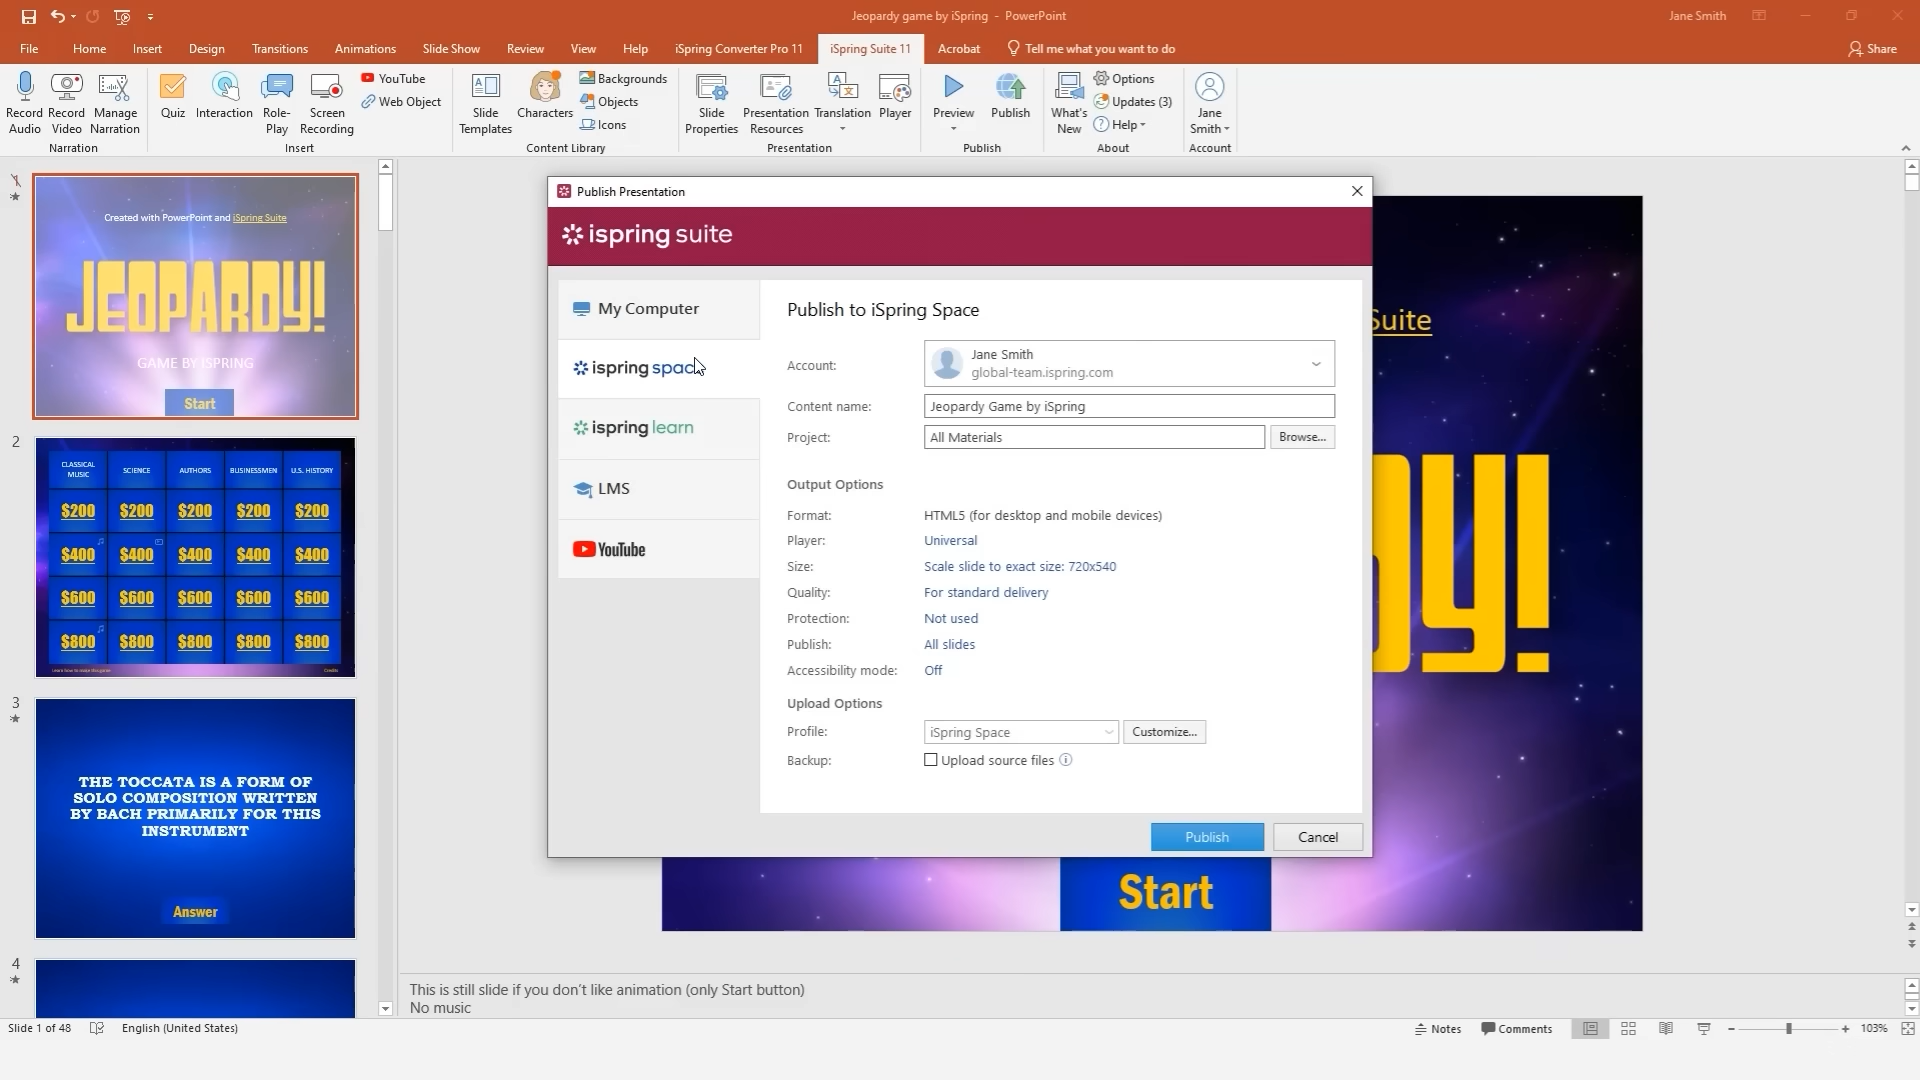 Jeopardy game by iSpring - PowerPoint
Jane Smith
File Home Insert Design Transitions Animations Slide Show Review View Help iSpring Converter Pro 11 iSpring Suite 11 Acrobat Tell me what you want to do Share
Record Audio
Record Video
Manage Narration
Narration
Quiz
Interaction
Role-Play
Screen Recording
YouTube
Web Object
Insert
Slide Templates
Characters
Backgrounds
Objects
Icons
Content Library
Slide Properties
Presentation Resources
Translation
Player
Presentation
Preview
Publish
Publish
What's New
Options
Updates (3)
Help
About
Jane Smith
Account
1
Created with PowerPoint and iSpring Suite
JEOPARDY!
GAME BY ISPRING
Start
2
CLASSICAL MUSIC SCIENCE AUTHORS BUSINESSMEN U.S. HISTORY
$200 $200 $200 $200 $200
$400 $400 $400 $400 $400
$600 $600 $600 $600 $600
$800 $800 $800 $800 $800
Learn how to make this game
Credits
3
THE TOCCATA IS A FORM OF
SOLO COMPOSITION WRITTEN
BY BACH PRIMARILY FOR THIS
INSTRUMENT
Answer
4
Publish Presentation
ispring suite
My Computer
ispring space
ispring learn
LMS
YouTube
Publish to iSpring Space
Account: Jane Smith
global-team.ispring.com
Content name: Jeopardy Game by iSpring
Project: All Materials Browse...
Output Options
Format: HTML5 (for desktop and mobile devices)
Player: Universal
Size: Scale slide to exact size: 720x540
Quality: For standard delivery
Protection: Not used
Publish: All slides
Accessibility mode: Off
Upload Options
Profile: iSpring Space Customize...
Backup: Upload source files
Publish Cancel
Suite
DY!
Start
This is still slide if you don't like animation (only Start button)
No music
Slide 1 of 48 English (United States) Notes Comments 103%